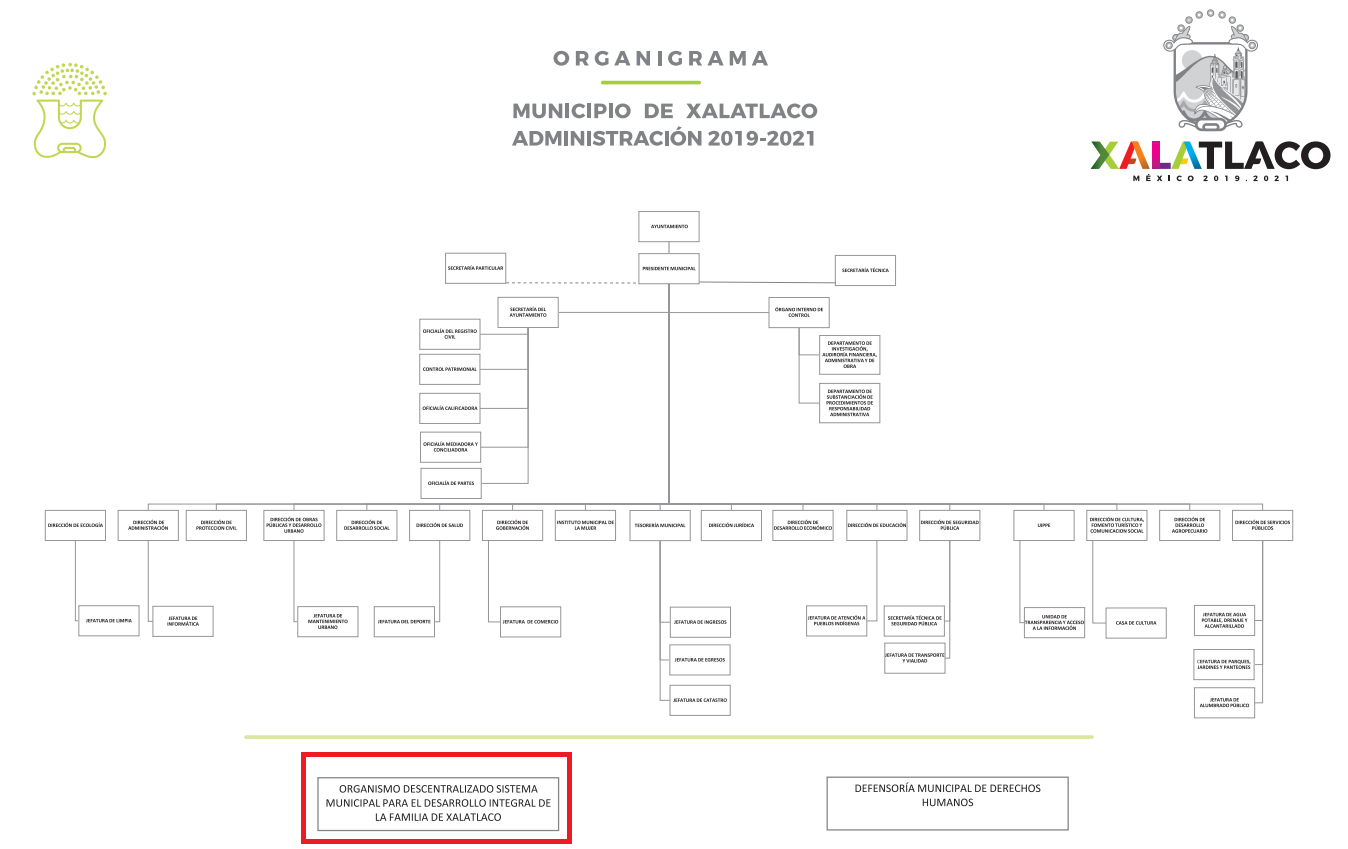 ORGANIGRAMA
MUNICIPIO DE XALATLACO
ADMINISTRACIÓN 2019-2021
XALATLACO
MÉXICO 2019.2021
AYUNTAMIENTO
SECRETARÍA PARTICULAR
PRESIDENTE MUNICIPAL
SECRETARÍA TÉCNICA
SECRETARÍA DEL
AYUNTAMIENTO
ÓRGANO INTERNO DE
CONTROL
OFICIALÍA DEL REGISTRO
CIVIL
CONTROL PATRIMONIAL
OFICIALÍA CALIFICADORA
OFICIALÍA MEDIADORA Y
CONCILIADORA
OFICIALÍA DE PARTES
DEPARTAMENTO DE
INVESTIGACIÓN,
AUDIRORÍA FINANCIERA,
ADMINISTRATIVA Y DE
OBRA
DEPARTAMENTO DE
SUBSTANCIACIÓN DE
PROCEDIMIENTOS DE
RESPONSABILIDAD
ADMINISTRATIVA
DIRECCIÓN DE ECOLOGÍA
DIRECCIÓN DE
ADMINISTRACIÓN
DIRECCIÓN DE
PROTECCION CIVIL
DIRECCIÓN DE OBRAS
PÚBLICAS Y DESARROLLO
URBANO
DIRECCIÓN DE
DESARROLLO SOCIAL
DIRECCIÓN DE SALUD
DIRECCIÓN DE
GOBERNACIÓN
INSTITUTO MUNICIPAL DE
LA MUJER
TESORERÍA MUNICIPAL
DIRECCIÓN JURÍDICA
DIRECCIÓN DE
DESARROLLO ECONÓMICO
DIRECCIÓN DE EDUCACIÓN
DIRECCIÓN DE SEGURIDAD
PÚBLICA
UIPPE
DIRECCIÓN DE CULTURA,
FOMENTO TURÍSTICO Y
COMUNICACION SOCIAL
DIRECCIÓN DE
DESARROLLO
AGROPECUARIO
DIRECCIÓN DE SERVICIOS
PÚBLICOS
JEFATURA DE LIMPIA
JEFATURA DE
INFORMÁTICA
JEFATURA DE
MANTENIMIENTO
URBANO
JEFATURA DEL DEPORTE
JEFATURA DE COMERCIO
JEFATURA DE INGRESOS
JEFATURA DE EGRESOS
JEFATURA DE CATASTRO
JEFATURA DE ATENCIÓN A
PUEBLOS INDÍGENAS
SECRETARÍA TÉCNICA DE
SEGURIDAD PÚBLICA
JEFATURA DE TRANSPORTE
Y VIALIDAD
UNIDAD DE
TRANSPARENCIA Y ACCESO
A LA INFORMACIÓN
CASA DE CULTURA
JEFATURA DE AGUA
POTABLE, DRENAJE Y
ALCANTARILLADO
CEFATURA DE PARQUES,
JARDINES Y PANTEONES
JEFATURA DE
ALUMBRADO PÚBLICO
ORGANISMO DESCENTRALIZADO SISTEMA
MUNICIPAL PARA EL DESARROLLO INTEGRAL DE
LA FAMILIA DE XALATLACO
DEFENSORÍA MUNICIPAL DE DERECHOS
HUMANOS